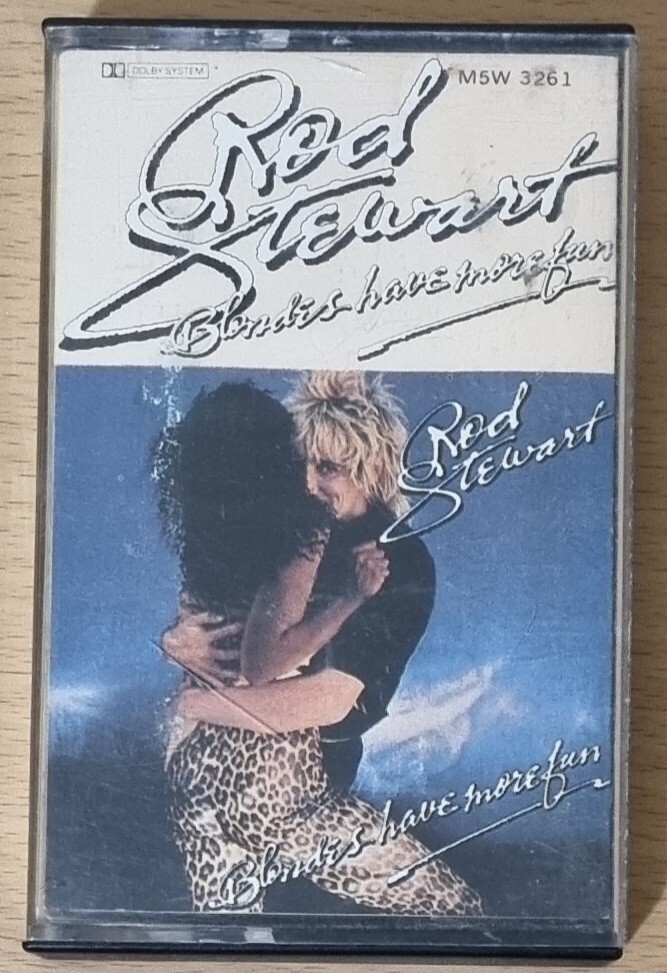 DOLBY SYSTEM
M5W 3261
Rod
Stewart
Blondes have more fun
Rod
Stewart
Blondes have more fun